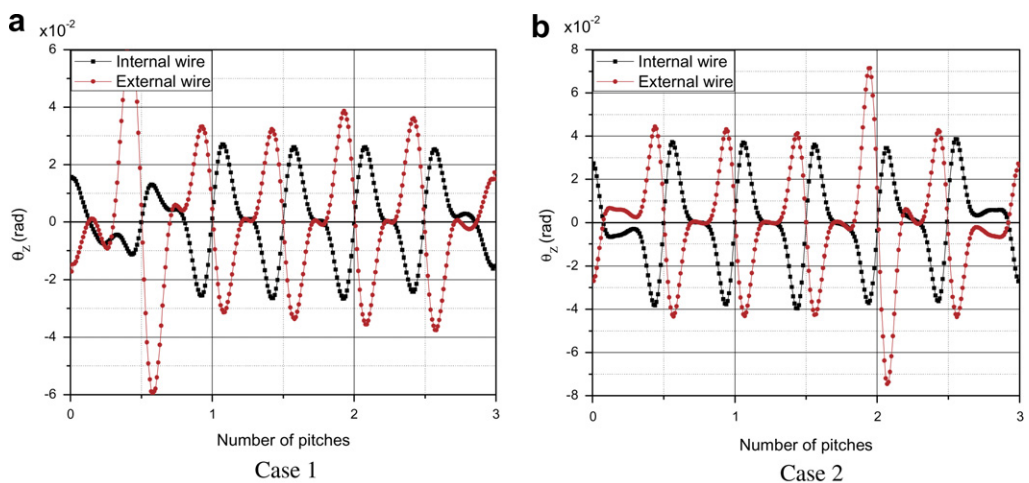 a
x10-2
Internal wire
External wire
6
4
2
0
-2
-4
-6
θZ (rad)
0
1
2
3
Number of pitches
Case 1
b
x10-2
Internal wire
External wire
8
6
4
2
0
-2
-4
-6
-8
θZ (rad)
0
1
2
3
Number of pitches
Case 2